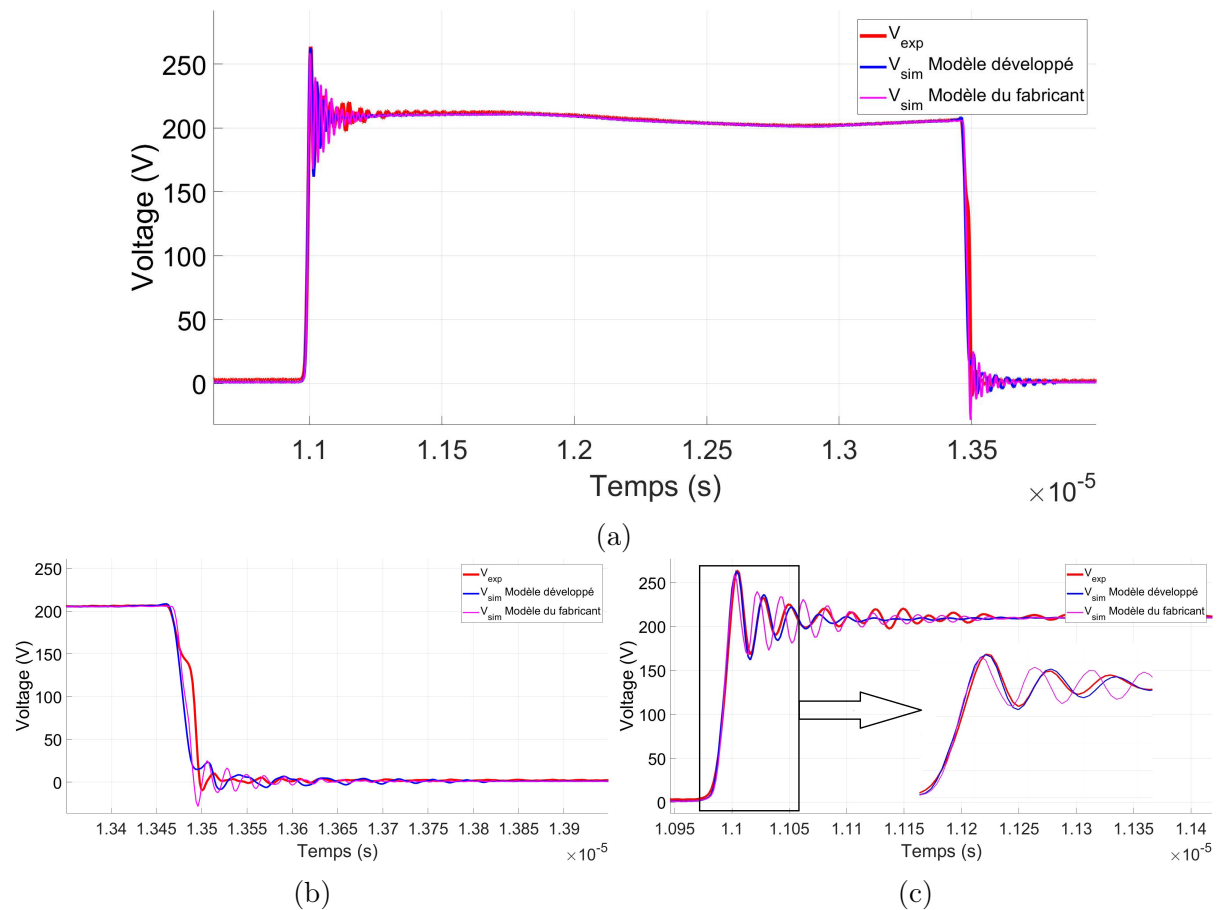 V_exp
V_sim Modèle développé
V_sim Modèle du fabricant
250
200
150
100
50
0
Voltage (V)
1.1 1.15 1.2 1.25 1.3 1.35
Temps (s)
×10^-5
(a)
V_exp
V_sim Modèle développé
V_sim Modèle du fabricant
250
200
150
100
50
0
Voltage (V)
1.34 1.345 1.35 1.355 1.36 1.365 1.37 1.375 1.38 1.385 1.39
Temps (s)
×10^-5
(b)
V_exp
V_sim Modèle développé
V_sim Modèle du fabricant
250
200
150
100
50
0
Voltage (V)
1.095 1.1 1.105 1.11 1.115 1.12 1.125 1.13 1.135 1.14
Temps (s)
×10^-5
(c)